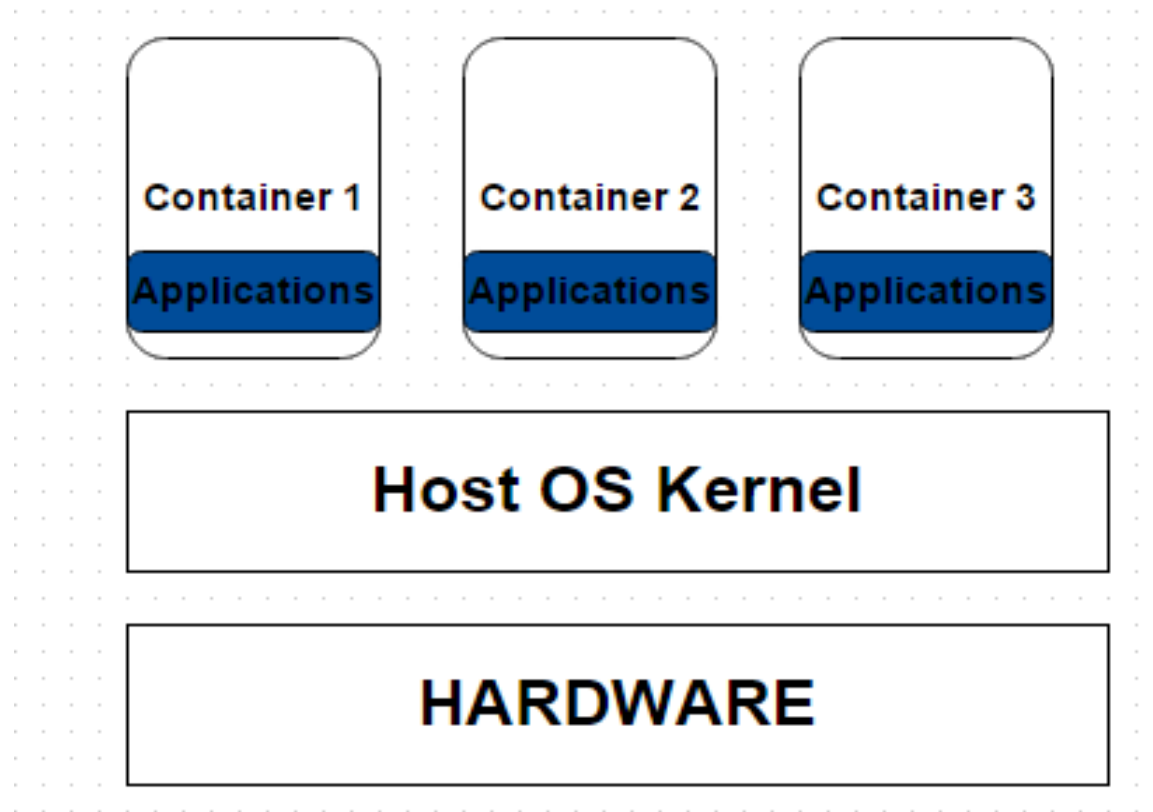 Container 1
Container 2
Container 3
Applications
Applications
Applications
Host OS Kernel
HARDWARE